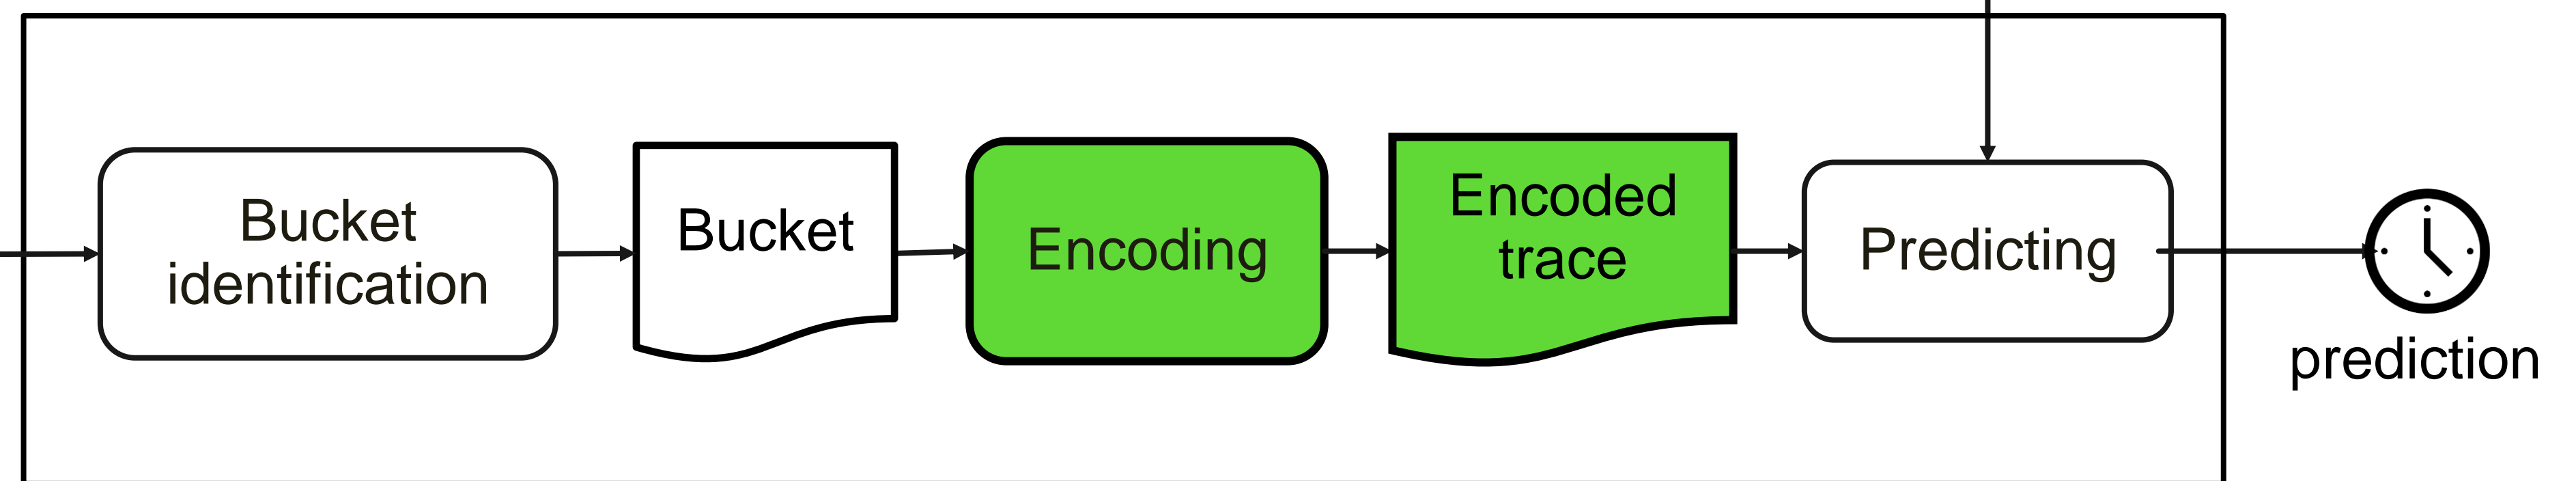 Bucket
identification
Bucket
Encoding
Encoded
trace
Predicting
prediction